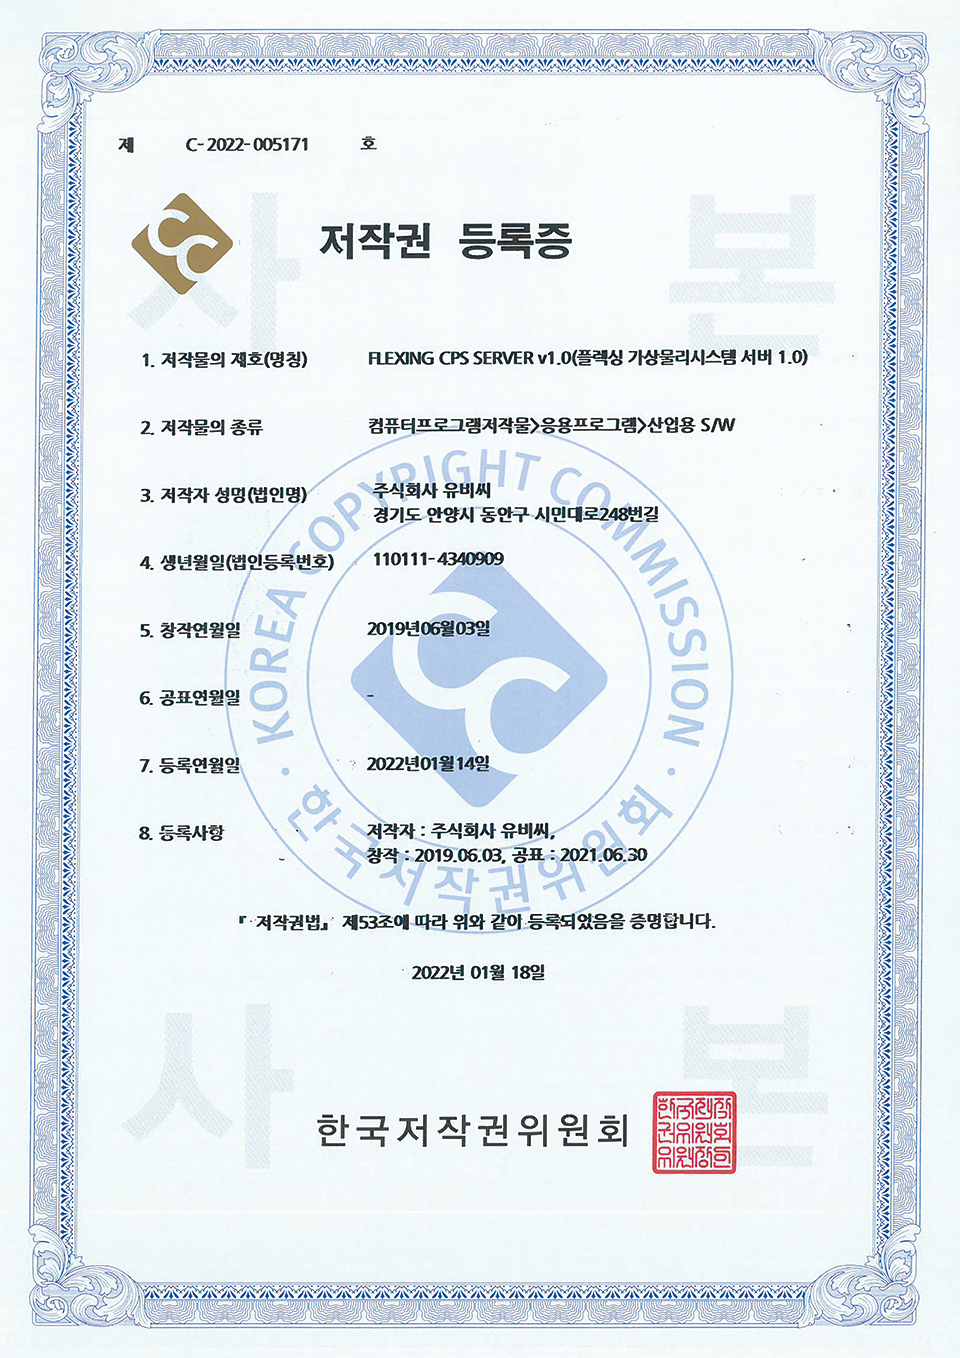 제 C-2022-005171 호
사 본
저작권 등록증
1. 저작물의 제호(명칭) FLEXING CPS SERVER v1.0(플렉싱 가상물리시스템 서버 1.0)
2. 저작물의 종류 컴퓨터프로그램저작물>응용프로그램>산업용 S/W
3. 저작자 성명(법인명) 주식회사 유비씨
경기도 안양시 동안구 시민대로248번길
4. 생년월일(법인등록번호) 110111-4340909
5. 창작연월일 2019년06월03일
6. 공표연월일 -
7. 등록연월일 2022년01월14일
8. 등록사항 저작자 : 주식회사 유비씨,
창작 : 2019.06.03, 공표 : 2021.06.30
KOREA COPYRIGHT COMMISSION
· 한국저작권위원회 ·
『저작권법』 제53조에 따라 위와 같이 등록되었음을 증명합니다.
2022년 01월 18일
사 본
한국저작권위원회